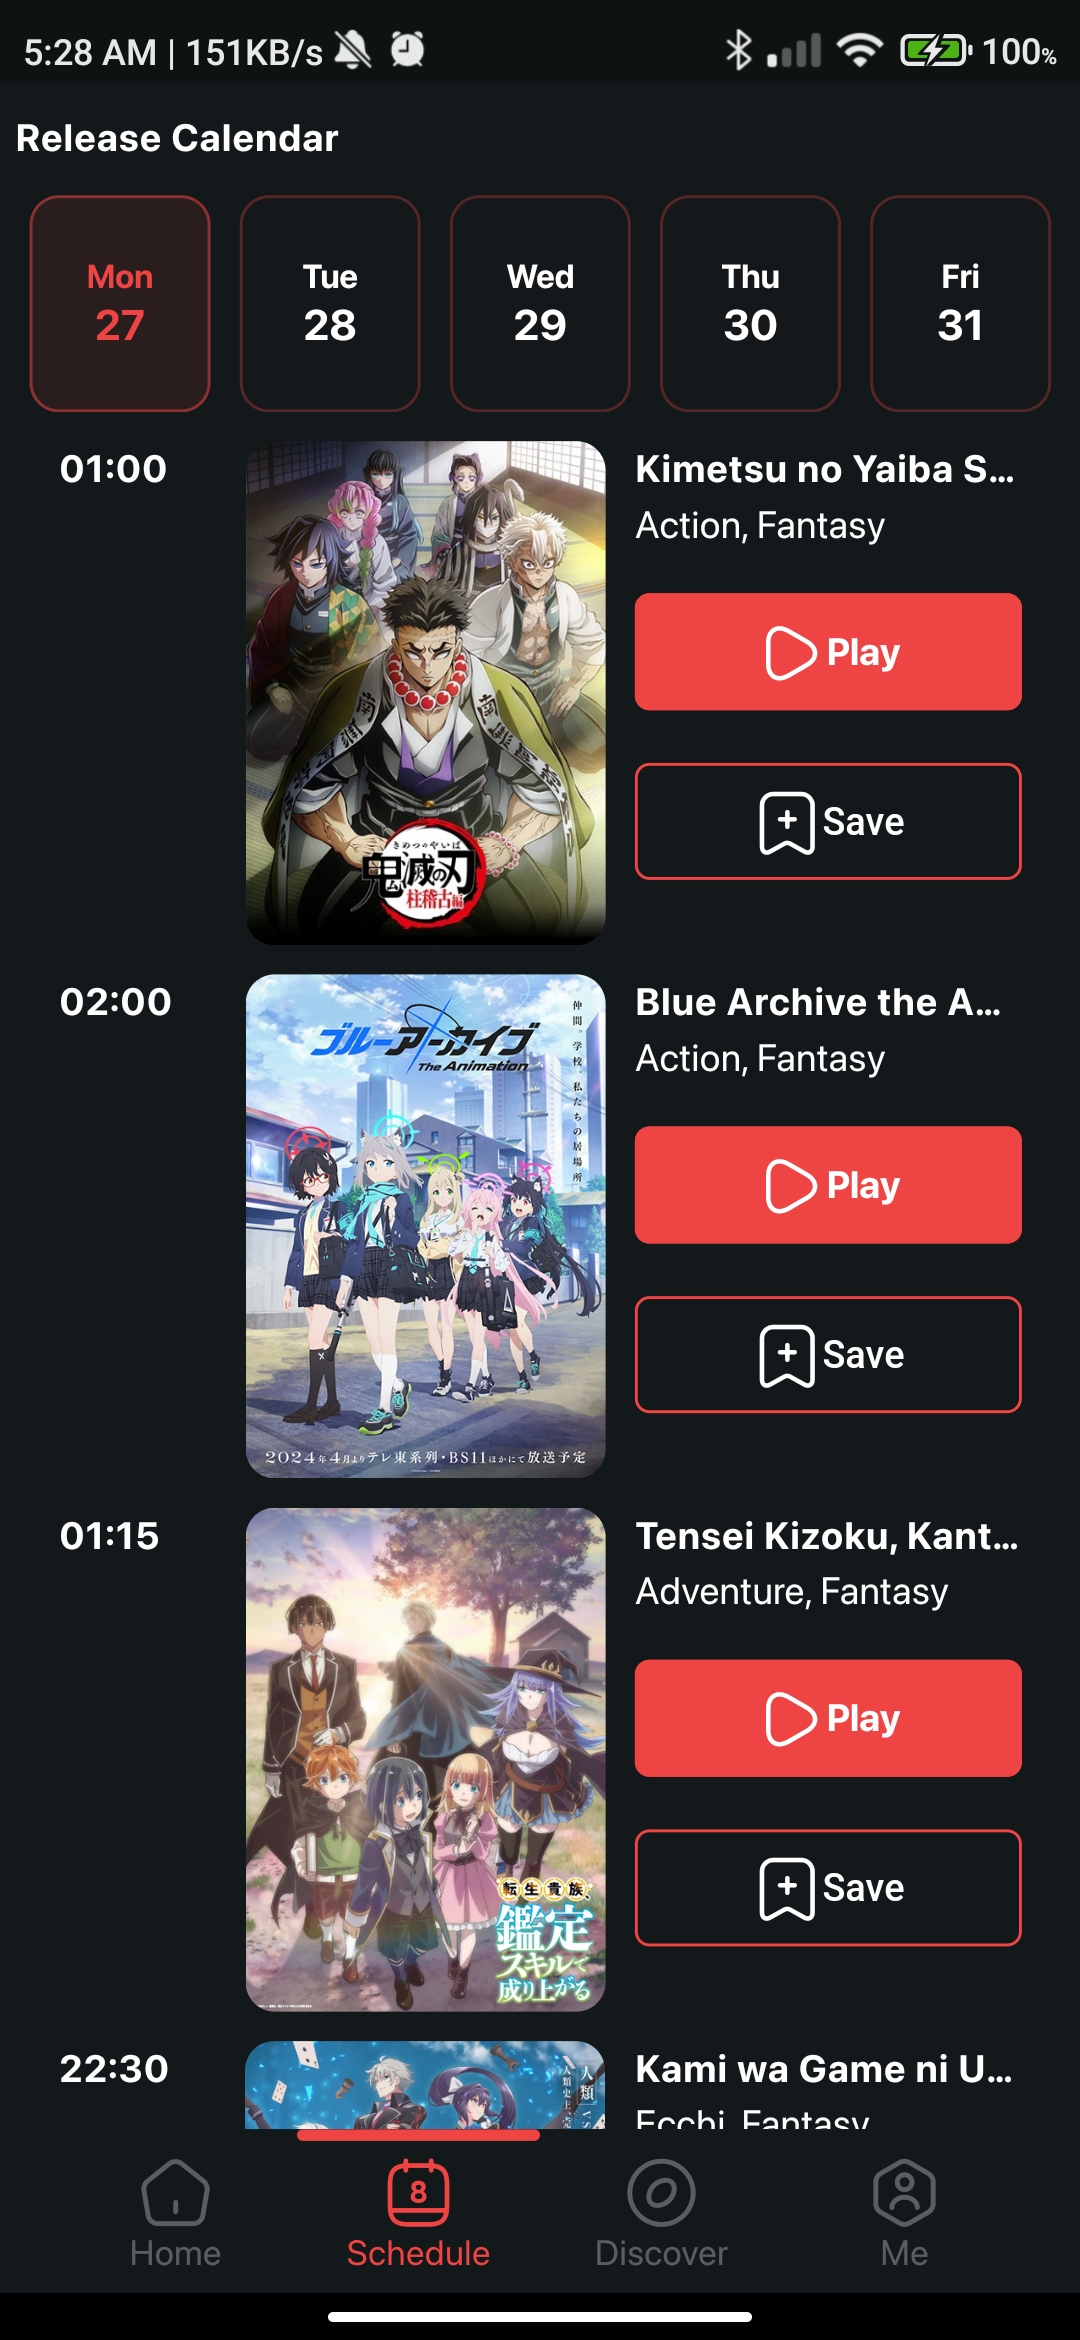 5:28 AM | 151KB/s
100%
Release Calendar
Mon
27
Tue
28
Wed
29
Thu
30
Fri
31
01:00
Kimetsu no Yaiba S...
Action, Fantasy
Play
Save
きめつのやいば
鬼滅の刃
柱稽古編
02:00
Blue Archive the A...
Action, Fantasy
Play
Save
ブルーアーカイブ
The Animation
仲間。学校。私たちの居場所
2024年4月よりテレ東系列・BS11ほかにて放送予定
01:15
Tensei Kizoku, Kant...
Adventure, Fantasy
Play
Save
転生貴族、
鑑定
スキルで
成り上がる
22:30
Kami wa Game ni U...
Ecchi, Fantasy
人類
8
Home
Schedule
Discover
Me